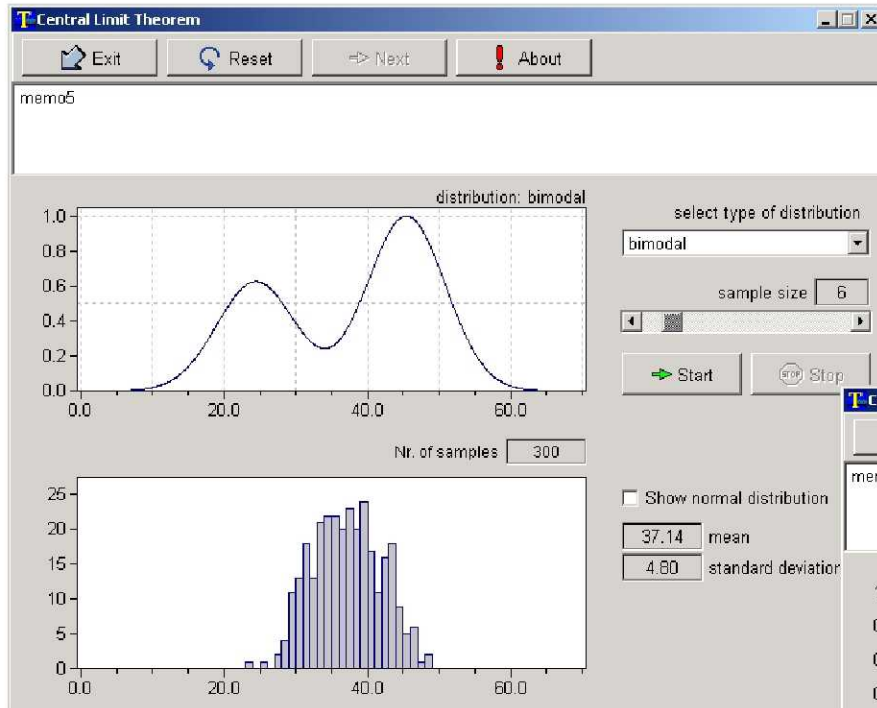 Central Limit Theorem
Exit Reset Next About
memo5
distribution: bimodal
1.0
0.8
0.6
0.4
0.2
0.0
0.0 20.0 40.0 60.0
select type of distribution
bimodal
sample size 6
Start STOP Stop
Nr. of samples 300
25
20
15
10
5
0
0.0 20.0 40.0 60.0
Show normal distribution
37.14 mean
4.80 standard deviation